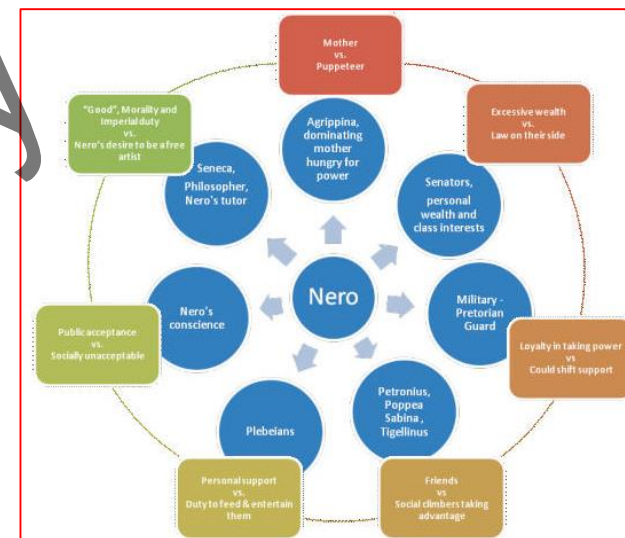 Mother
vs.
Puppeteer
"Good", Morality and
Imperial duty
vs.
Nero's desire to be a free
artist
Excessive wealth
vs.
Law on their side
Agrippina,
dominating
mother
hungry for
power
Seneca,
Philosopher,
Nero's tutor
Senators,
personal
wealth and
class interests
Nero
Nero's
conscience
Military -
Pretorian
Guard
Public acceptance
vs.
Socially unacceptable
Loyalty in taking power
vs
Could shift support
Plebeians
Petronius,
Poppea
Sabina ,
Tigellinus
Personal support
vs.
Duty to feed & entertain
them
Friends
vs.
Social climbers taking
advantage